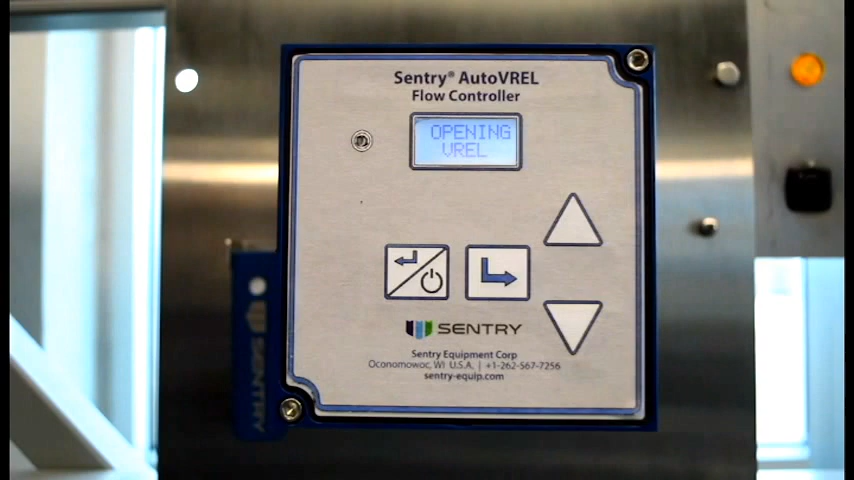 Sentry® AutoVREL
Flow Controller
OPENING
VREL
SENTRY
Sentry Equipment Corp
Oconomowoc, WI U.S.A. | +1-262-567-7256
sentry-equip.com
SENTRY